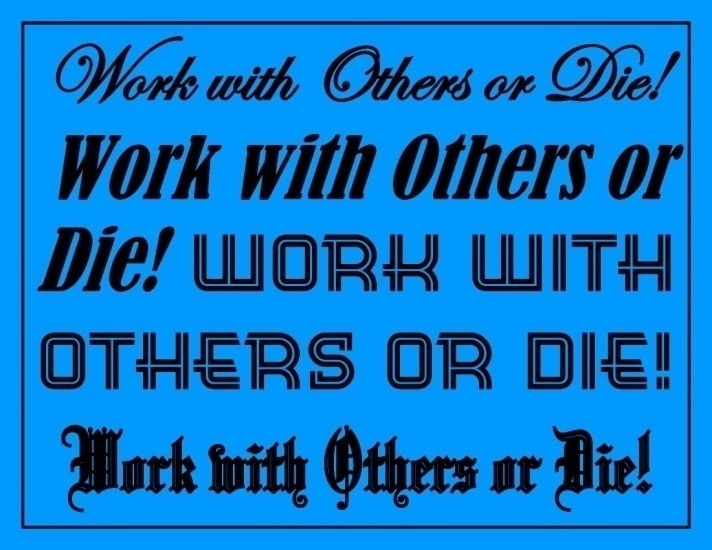 Work with Others or Die!
Work with Others or
Die! WORK WITH
OTHERS OR DIE!
Work with Others or Die!